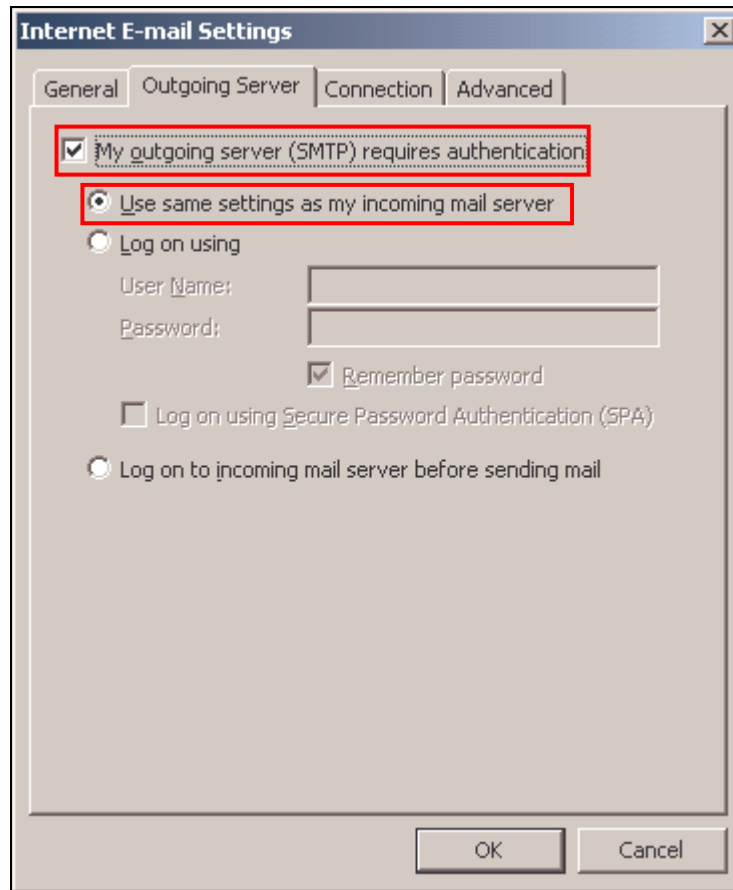 Internet E-mail Settings
General Outgoing Server Connection Advanced
My outgoing server (SMTP) requires authentication
Use same settings as my incoming mail server
Log on using
User Name:
Password:
Remember password
Log on using Secure Password Authentication (SPA)
Log on to incoming mail server before sending mail
OK Cancel